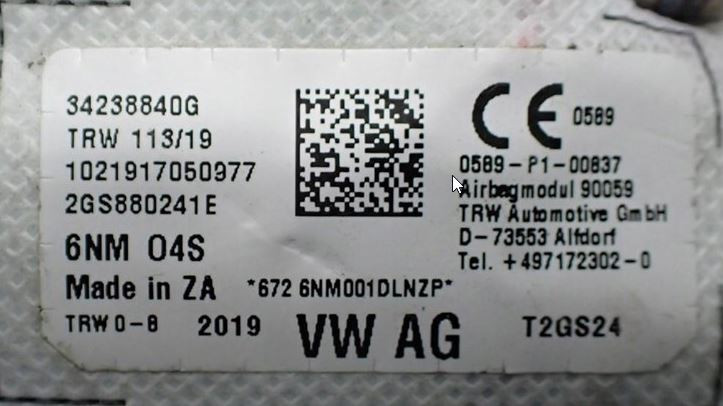 34238840G
TRW 113/19
1021917050977
2GS880241E
6NM 04S
Made in ZA *672 6NM001DLNZP*
TRW 0-8 2019 VW AG T2GS24
CE 0589
0589-P1-00837
Airbagmodul 90059
TRW Automotive GmbH
D-73553 Alfdorf
Tel. +497172302-0